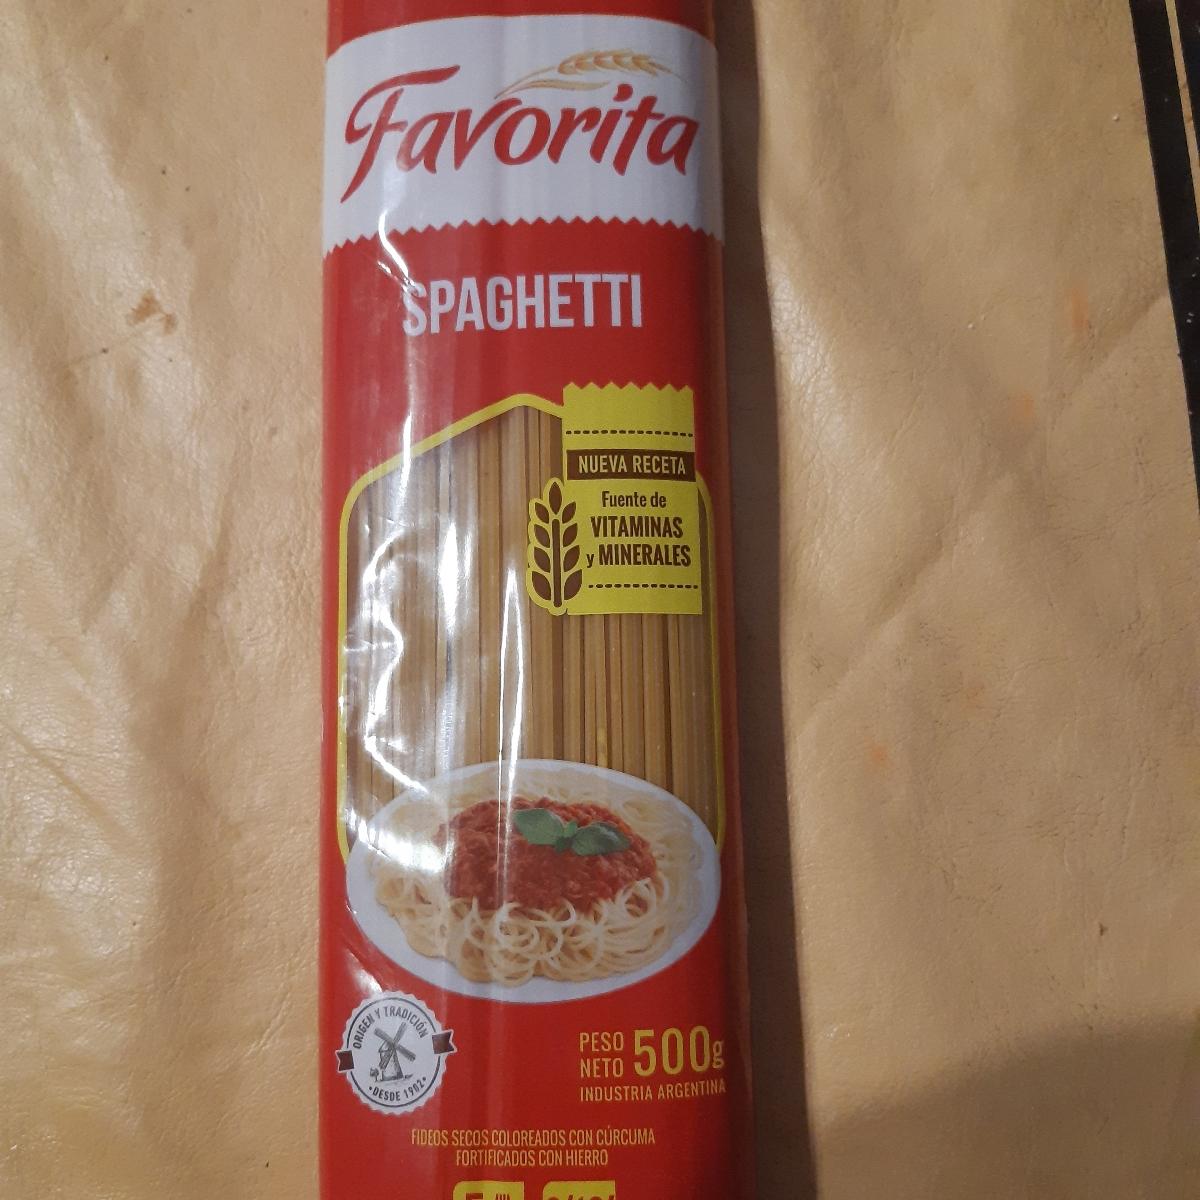 Favorita
SPAGHETTI
NUEVA RECETA
Fuente de
VITAMINAS
y MINERALES
ORIGEN Y TRADICIÓN
•DESDE 1902•
PESO
NETO 500g
INDUSTRIA ARGENTINA
FIDEOS SECOS COLOREADOS CON CÚRCUMA
FORTIFICADOS CON HIERRO